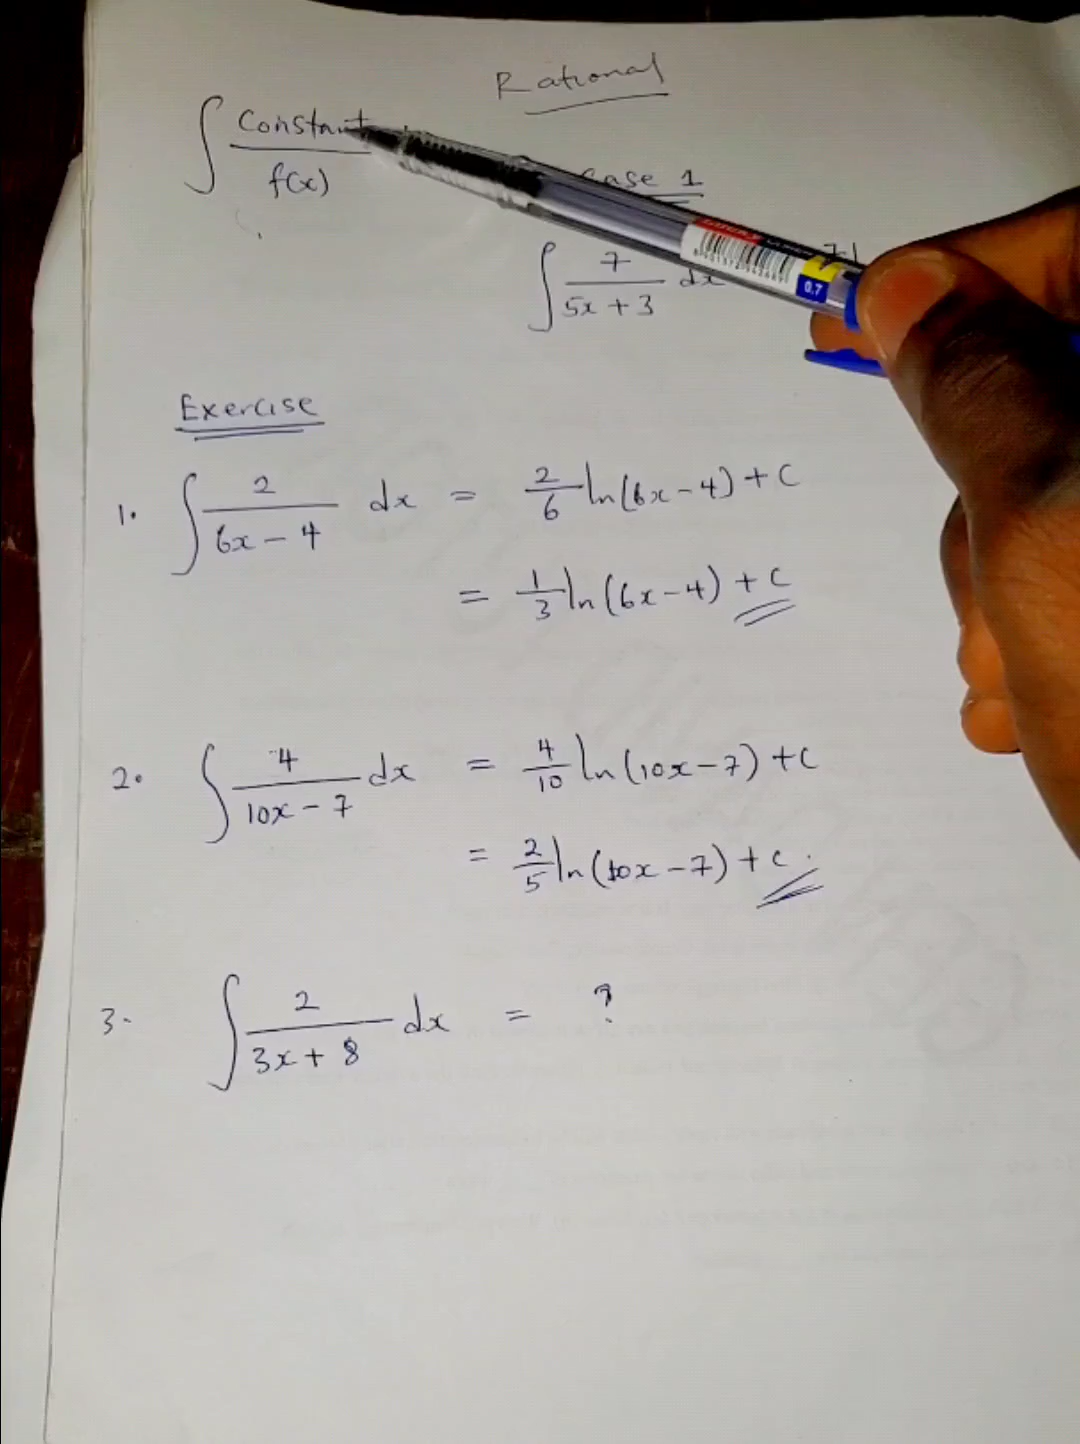 Rational
∫ Constant / f(x)
Case 1
∫ 7 / 5x + 3 dx
0.7
Exercise
1. ∫ 2 / 6x - 4 dx = 2/6 ln(6x - 4) + C
= 1/3 ln(6x - 4) + C
2. ∫ 4 / 10x - 7 dx = 4/10 ln(10x - 7) + C
= 2/5 ln(10x - 7) + C.
3. ∫ 2 / 3x + 8 dx = ?